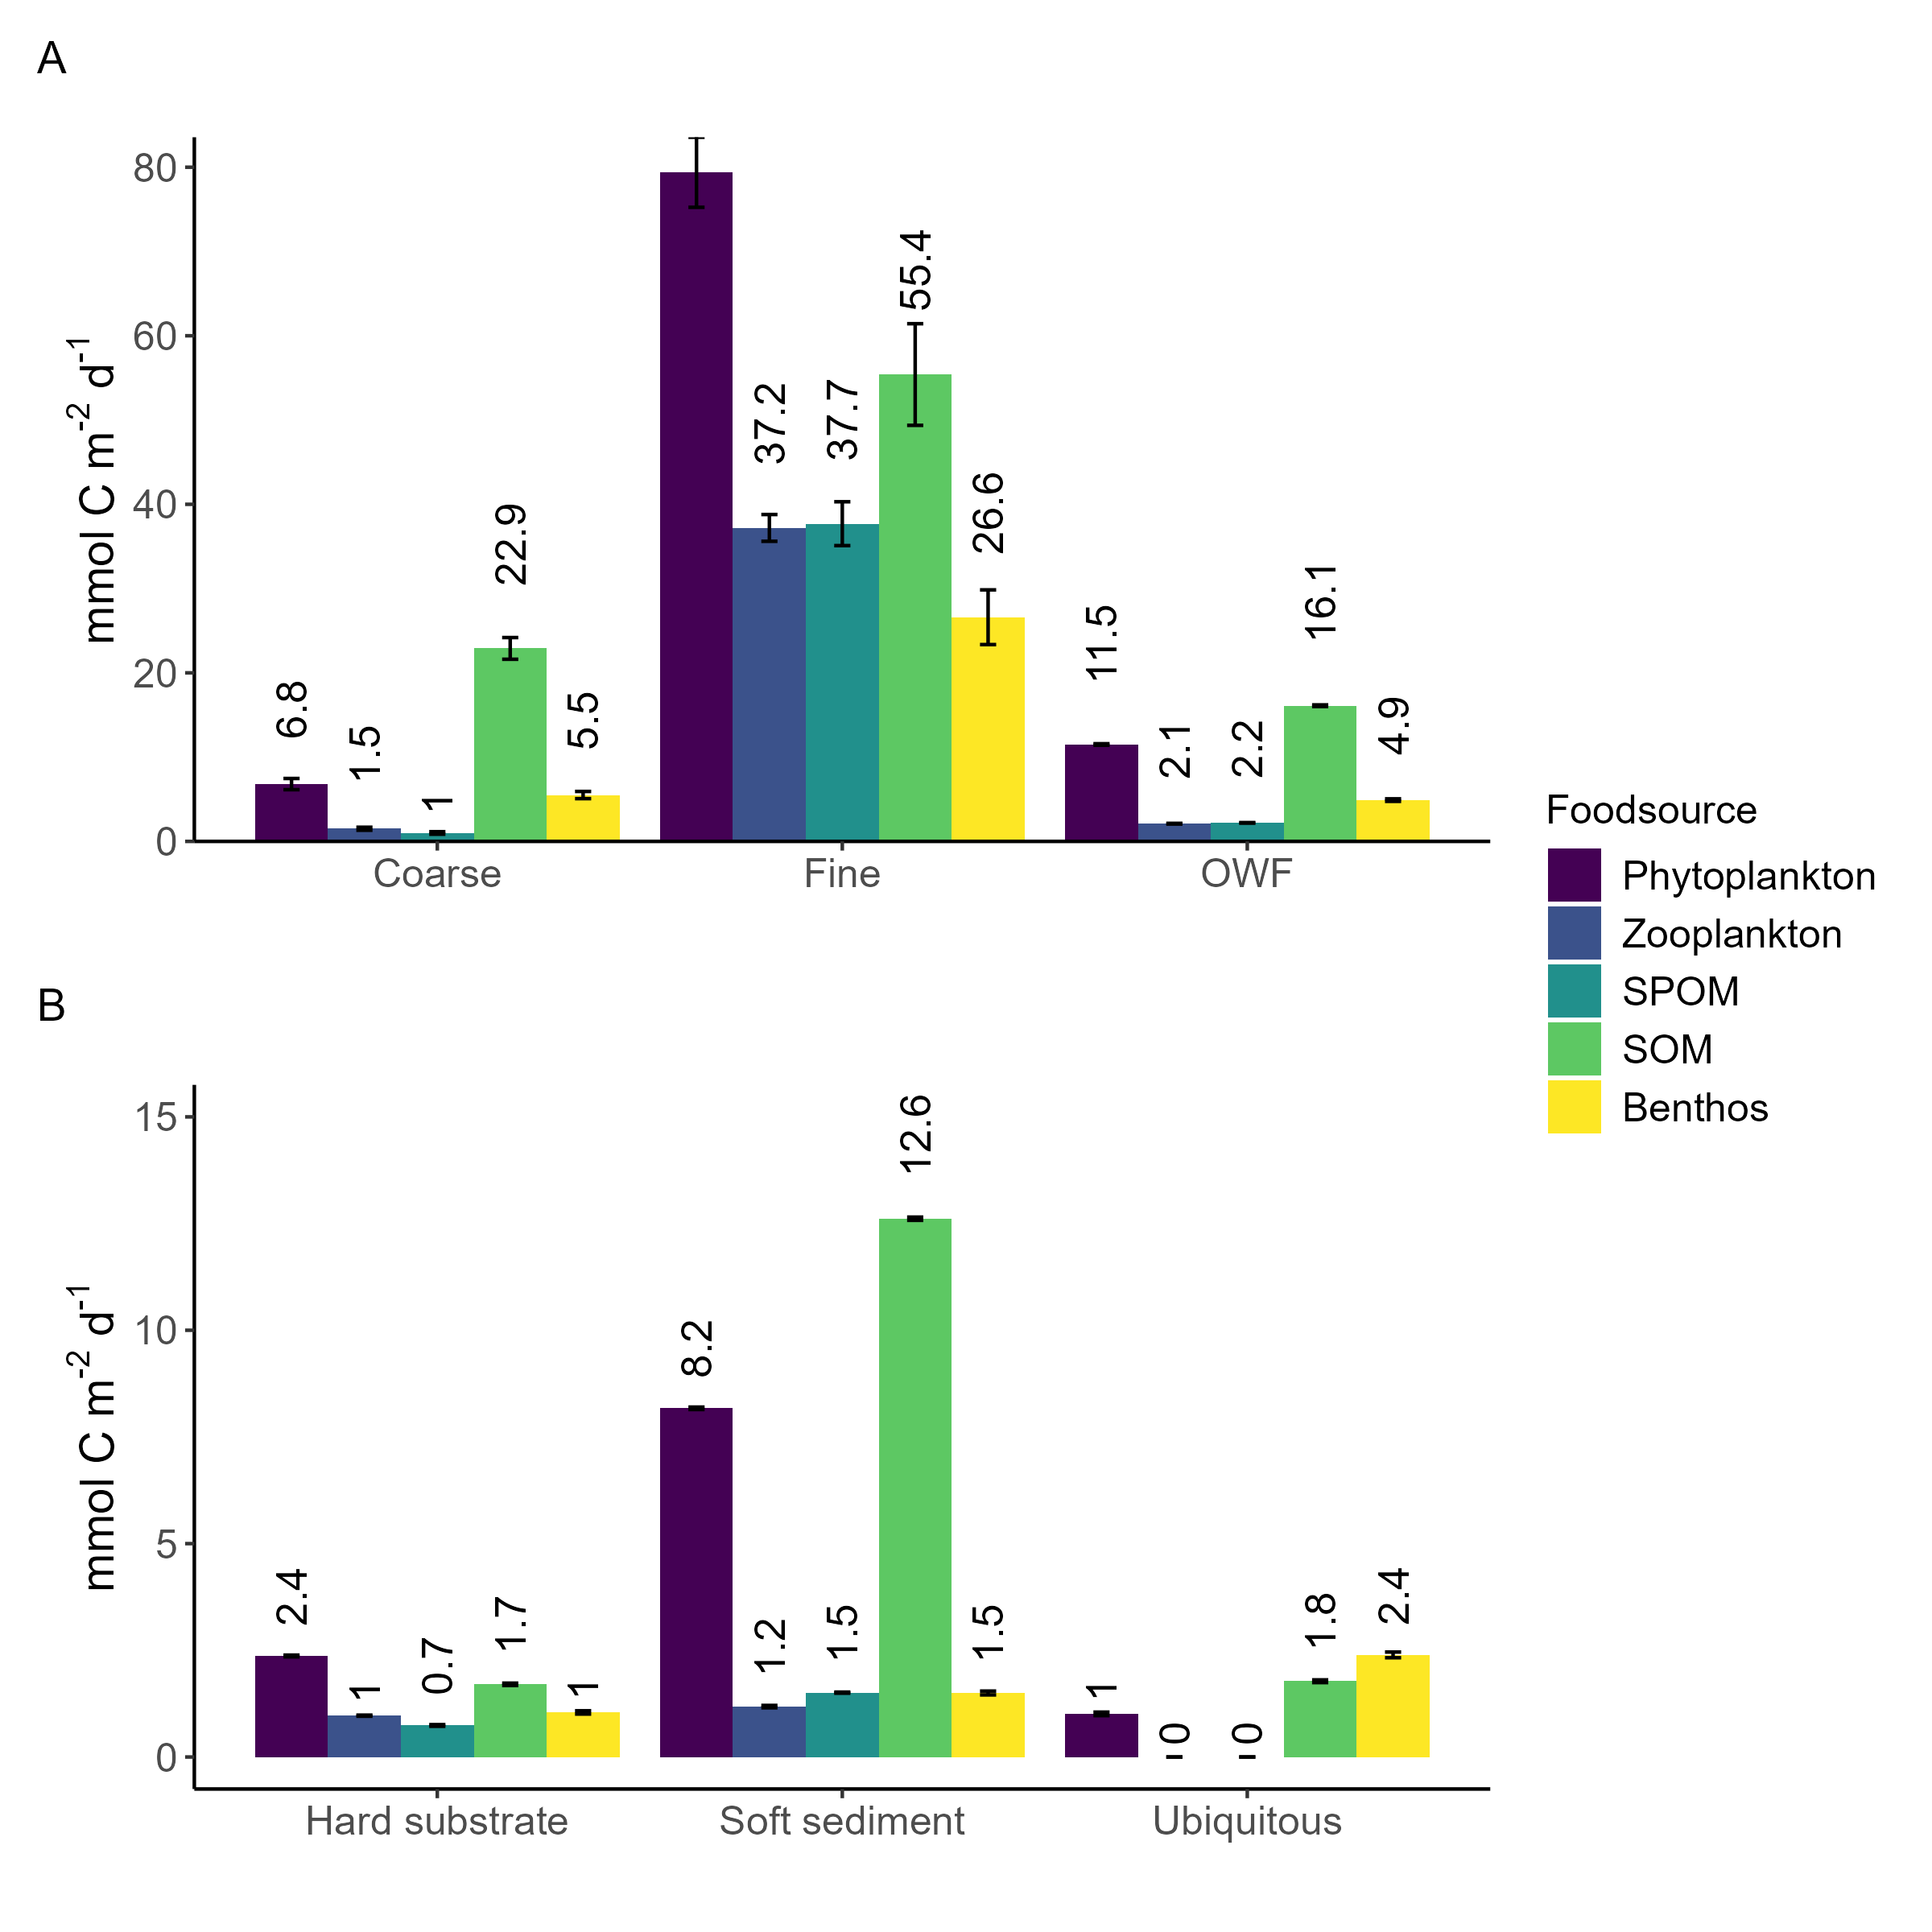 A
mmol C m-2 d-1
80
60
40
20
0
6.8
1.5
1
22.9
5.5
37.2
37.7
55.4
26.6
11.5
2.1
2.2
16.1
4.9
Coarse
Fine
OWF
Foodsource
Phytoplankton
Zooplankton
SPOM
SOM
Benthos
B
mmol C m-2 d-1
15
10
5
0
2.4
1
0.7
1.7
1
8.2
1.2
1.5
12.6
1.5
1
0
0
1.8
2.4
Hard substrate
Soft sediment
Ubiquitous